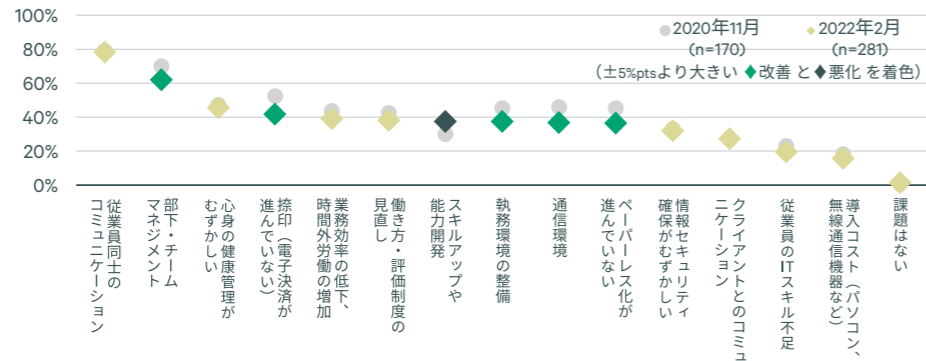 100%
80%
60%
40%
20%
0%
2020年11月
(n=170)
2022年2月
(n=281)
(±5%ptsより大きい ◆改善 と◆悪化 を着色)
従業員同士の
コミュニケーション
部下・チーム
マネジメント
心身の健康管理が
むずかしい
捺印(電子決済が
進んでいない)
業務効率の低下、
時間外労働の増加
働き方・評価制度の
見直し
スキルアップや
能力開発
執務環境の整備
通信環境
ペーパーレス化が
進んでいない
情報セキュリティ
確保がむずかしい
クライアントとのコミュ
ニケーション
従業員のITスキル不足
導入コスト(パソコン、
無線通信機器など)
課題はない